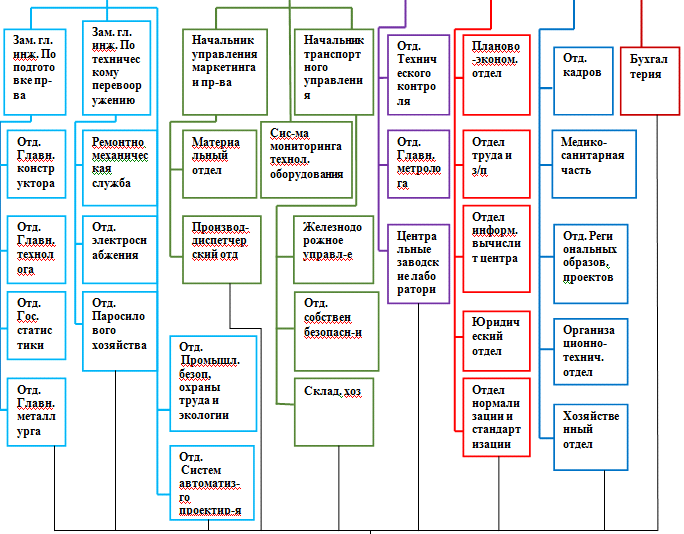 Зам. гл.
инж. По
подгото
вке пр-
ва
Отд.
Главн.
констр
уктора
Отд.
Главн.
технол
ога
Отд.
Гос.
статис
тики
Отд.
Главн.
металл
урга
Зам. гл.
инж. По
техниче
скому
перевоор
ужению
Ремонтно
механичес
кая
служба
Отд.
электросн
абжения
Отд.
Паросило
вого
хозяйства
Отд.
Промышл.
безоп,
охраны
труда и
экологии
Отд.
Систем
автоматиз-
го
проектир-я
Начальник
управления
маркетинга
и пр-ва
Материа
льный
отдел
Производ-
диспетчер
ский отд
Сис-ма
мониторинга
технол.
оборудования
Начальник
транспорт
ного
управлени
я
Железнодо
рожное
управл-е
Отд.
собствен
безопасн-и
Склад, хоз
Отд.
Технич
еского
контро
ля
Отд.
Главн.
метроло
га
Центра
льные
заводск
ие лабо
ратори
Планово
-эконом.
отдел
Отдел
труда и
з/п
Отдел
информ.
вычисли
т центра
Юридич
еский
отдел
Отдел
нормали
зации и
стандарт
изации
Отд.
кадров
Медико-
санитарная
часть
Отд. Реги
ональных
образов,
проектов
Организа
ционно-
технич.
отдел
Хозяйстве
нный
отдел
Бухгал
терия